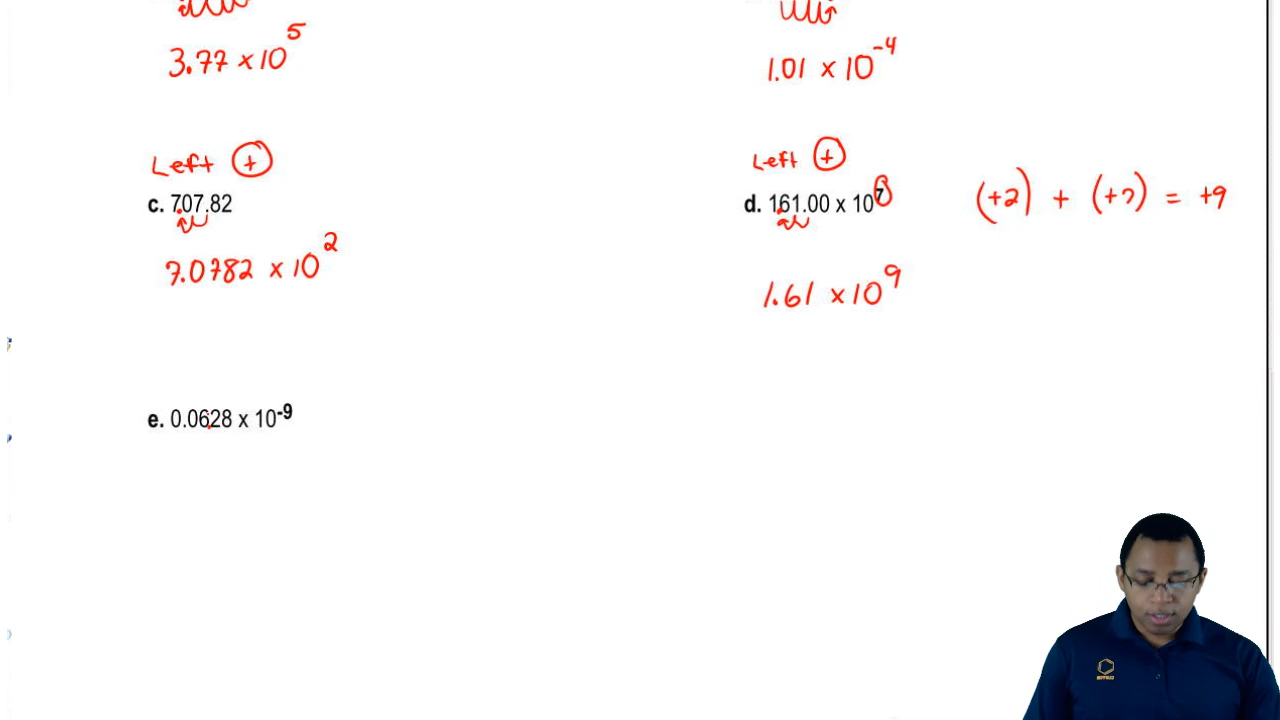 3.77 x 10^5
1.01 x 10^-4
Left (+)
c. 707.82
7.0782 x 10^2
Left (+)
d. 161.00 x 10^7
(+2) + (+7) = +9
1.61 x 10^9
e. 0.0628 x 10^-9